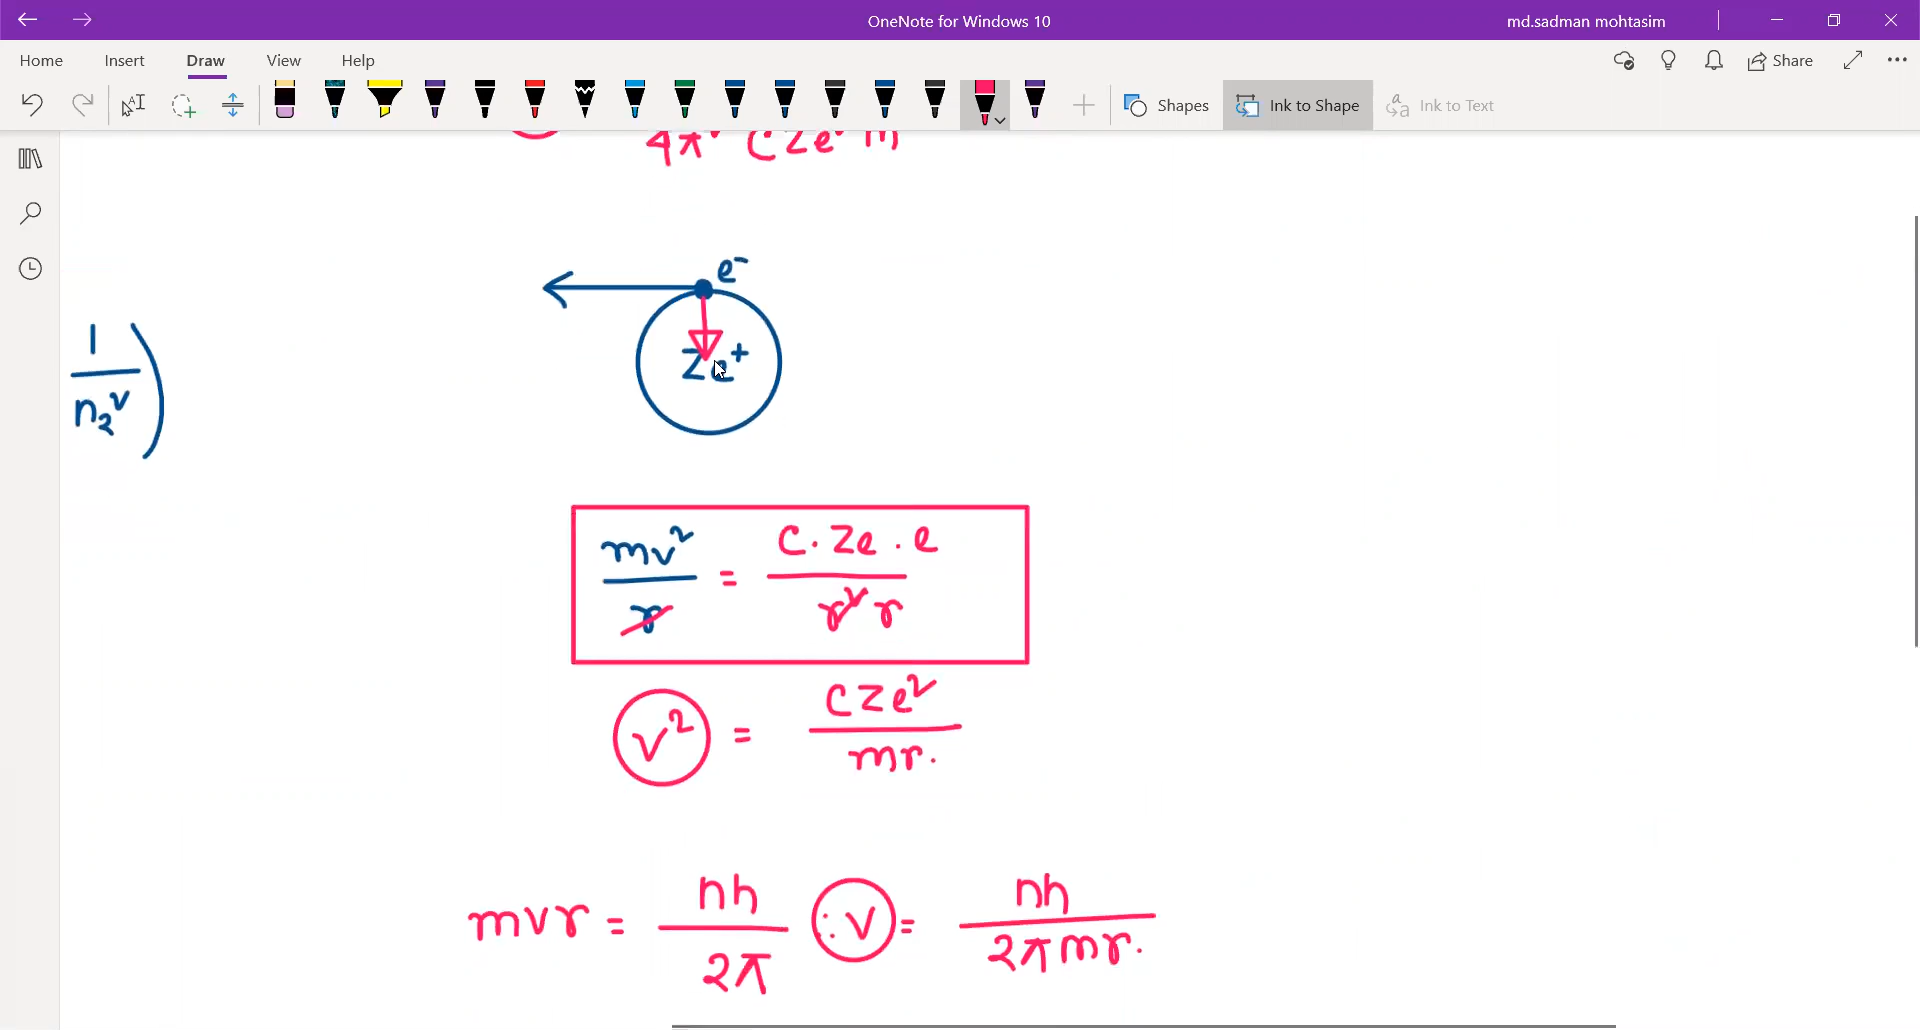 OneNote for Windows 10
md.sadman mohtasim
Home Insert Draw View Help
Share
Shapes
Ink to Shape
Ink to Text
e⁻
Ze⁺
1
n₂²
)
mv² = C · Ze · e
r r² r
v² = CZe²
mr.
mvr = nh ∴ v = nh
2π 2πmr.